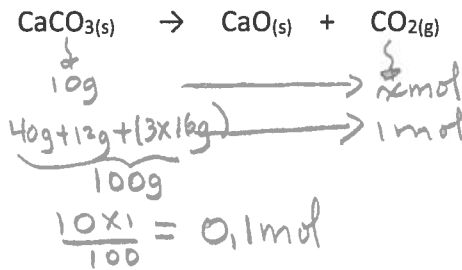 CaCO3(s) → CaO(s) + CO2(g)
10g → xmol
40g+12g+(3x16g) → 1mol
100g
10x1/100 = 0,1mol